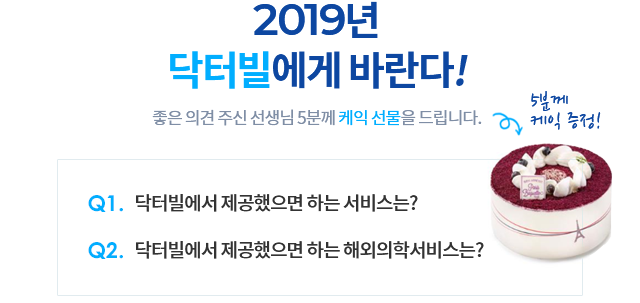 2019년
닥터빌에게 바란다!
좋은 의견 주신 선생님 5분께 케익 선물을 드립니다.
5분께
케익 증정!
Q1. 닥터빌에서 제공했으면 하는 서비스는?
Q2. 닥터빌에서 제공했으면 하는 해외의학서비스는?